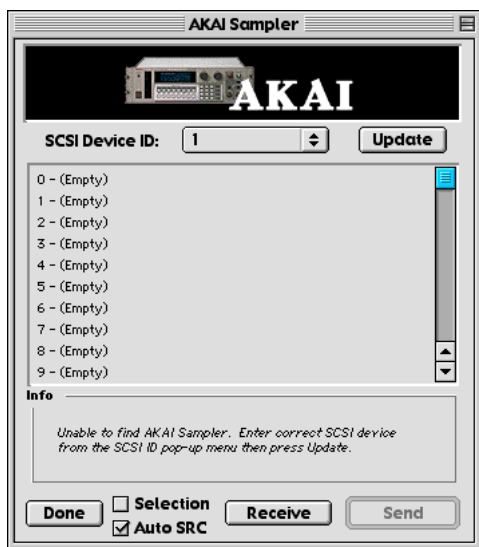 AKAI Sampler
AKAI
SCSI Device ID: 1 Update
0 - (Empty)
1 - (Empty)
2 - (Empty)
3 - (Empty)
4 - (Empty)
5 - (Empty)
6 - (Empty)
7 - (Empty)
8 - (Empty)
9 - (Empty)
Info
Unable to find AKAI Sampler. Enter correct SCSI device
from the SCSI ID pop-up menu then press Update.
Done Selection Receive Send
Auto SRC